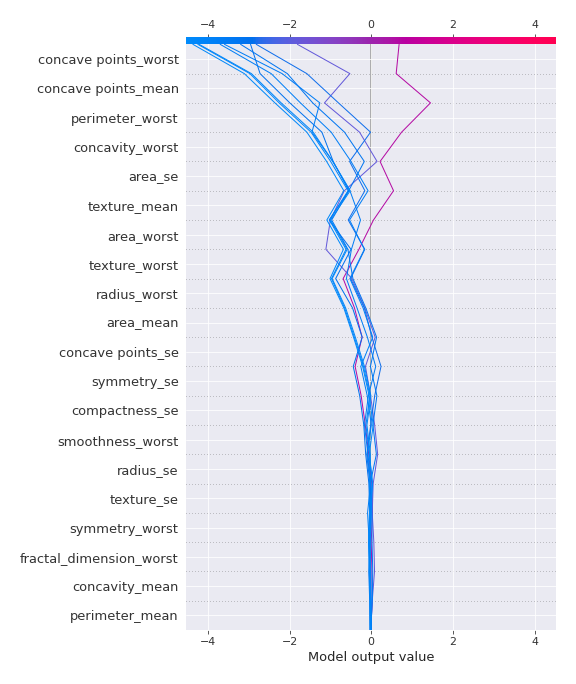 −4 −2 0 2 4
concave points_worst
concave points_mean
perimeter_worst
concavity_worst
area_se
texture_mean
area_worst
texture_worst
radius_worst
area_mean
concave points_se
symmetry_se
compactness_se
smoothness_worst
radius_se
texture_se
symmetry_worst
fractal_dimension_worst
concavity_mean
perimeter_mean
−4 −2 0 2 4
Model output value